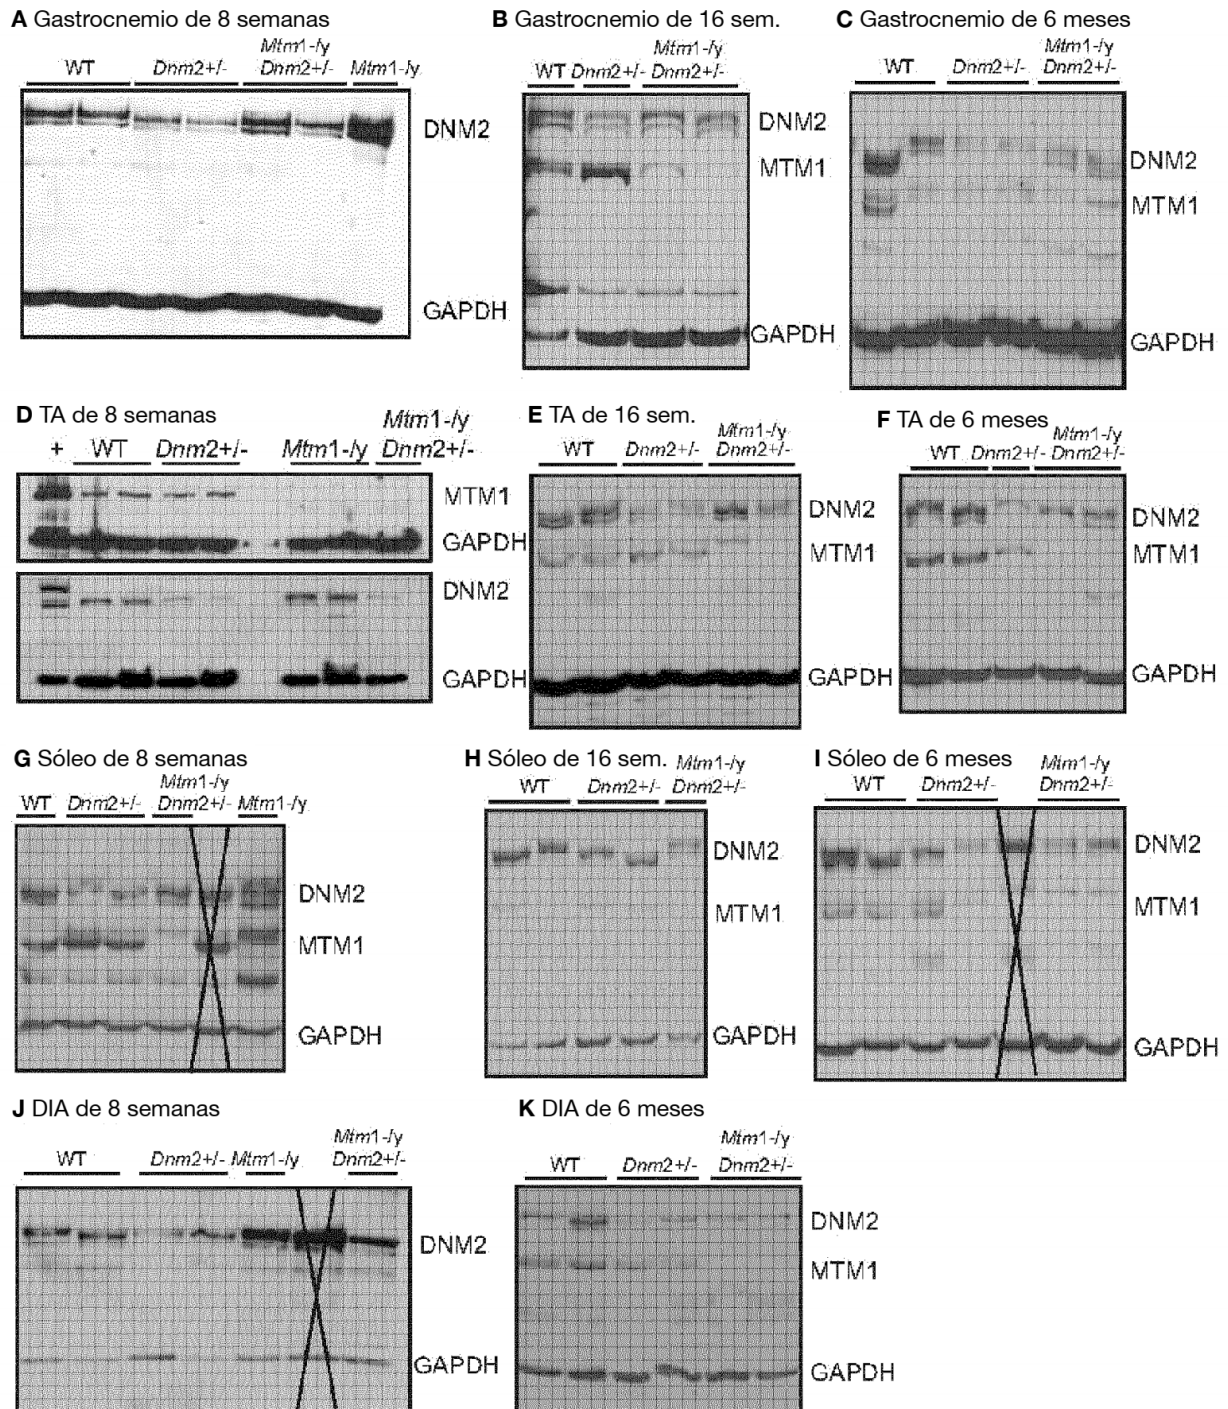 A Gastrocnemio de 8 semanas
WT Dnm2+/- Mtm1-/y Dnm2+/- Mtm1-/y
DNM2
GAPDH
B Gastrocnemio de 16 sem.
WT Dnm2+/- Mtm1-/y Dnm2+/-
DNM2
MTM1
GAPDH
C Gastrocnemio de 6 meses
WT Dnm2+/- Mtm1-/y Dnm2+/-
DNM2
MTM1
GAPDH
D TA de 8 semanas
+ WT Dnm2+/- Mtm1-/y Mtm1-/y Dnm2+/-
MTM1
GAPDH
DNM2
GAPDH
E TA de 16 sem.
WT Dnm2+/- Mtm1-/y Dnm2+/-
DNM2
MTM1
GAPDH
F TA de 6 meses
WT Dnm2+/- Mtm1-/y Dnm2+/-
DNM2
MTM1
GAPDH
G Sóleo de 8 semanas
WT Dnm2+/- Mtm1-/y Dnm2+/- Mtm1-/y
DNM2
MTM1
GAPDH
H Sóleo de 16 sem.
WT Dnm2+/- Mtm1-/y Dnm2+/-
DNM2
MTM1
GAPDH
I Sóleo de 6 meses
WT Dnm2+/- Mtm1-/y Dnm2+/-
DNM2
MTM1
GAPDH
J DIA de 8 semanas
WT Dnm2+/- Mtm1-/y Mtm1-/y Dnm2+/-
DNM2
GAPDH
K DIA de 6 meses
WT Dnm2+/- Mtm1-/y Dnm2+/-
DNM2
MTM1
GAPDH